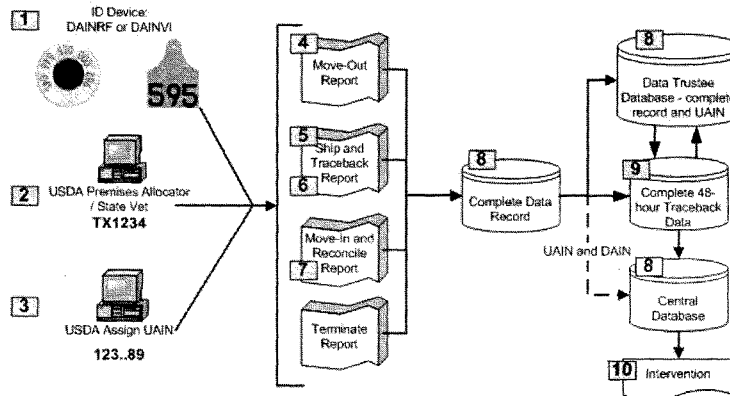 1
ID Device:
DAINRF or DAINVI
595
2
USDA Premises Allocator
/ State Vet
TX1234
3
USDA Assign UAIN
123..89
4
Move-Out
Report
5
Ship and
Traceback
6
Report
Move-In and
Reconcile
7
Report
Terminate
Report
8
Complete Data
Record
UAIN and DAIN
8
Data Trustee
Database - complete
record and UAIN
9
Complete 48-
hour Traceback
Data
8
Central
Database
10
Intervention